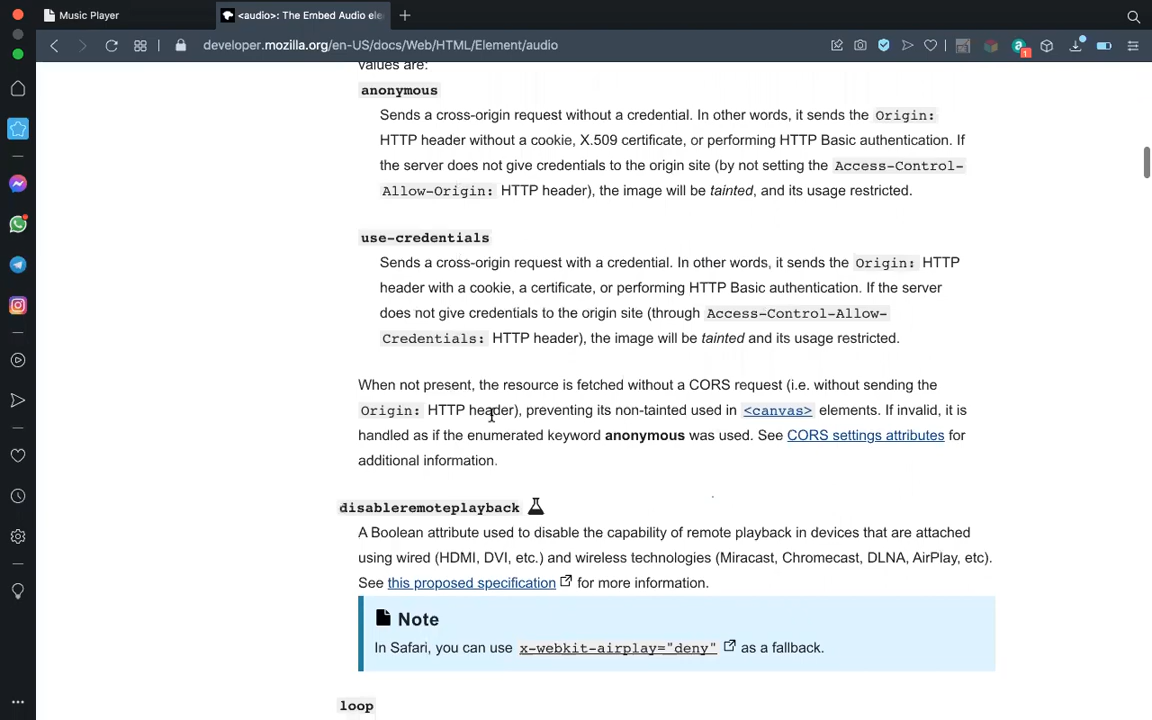 Music Player
<audio>: The Embed Audio ele
developer.mozilla.org/en-US/docs/Web/HTML/Element/audio
1
values are:
anonymous
Sends a cross-origin request without a credential. In other words, it sends the Origin:
HTTP header without a cookie, X.509 certificate, or performing HTTP Basic authentication. If
the server does not give credentials to the origin site (by not setting the Access-Control-
Allow-Origin: HTTP header), the image will be tainted, and its usage restricted.
use-credentials
Sends a cross-origin request with a credential. In other words, it sends the Origin: HTTP
header with a cookie, a certificate, or performing HTTP Basic authentication. If the server
does not give credentials to the origin site (through Access-Control-Allow-
Credentials: HTTP header), the image will be tainted and its usage restricted.
When not present, the resource is fetched without a CORS request (i.e. without sending the
Origin: HTTP header), preventing its non-tainted used in <canvas> elements. If invalid, it is
handled as if the enumerated keyword anonymous was used. See CORS settings attributes for
additional information.
disableremoteplayback
A Boolean attribute used to disable the capability of remote playback in devices that are attached
using wired (HDMI, DVI, etc.) and wireless technologies (Miracast, Chromecast, DLNA, AirPlay, etc).
See this proposed specification for more information.
Note
In Safari, you can use x-webkit-airplay="deny" as a fallback.
loop